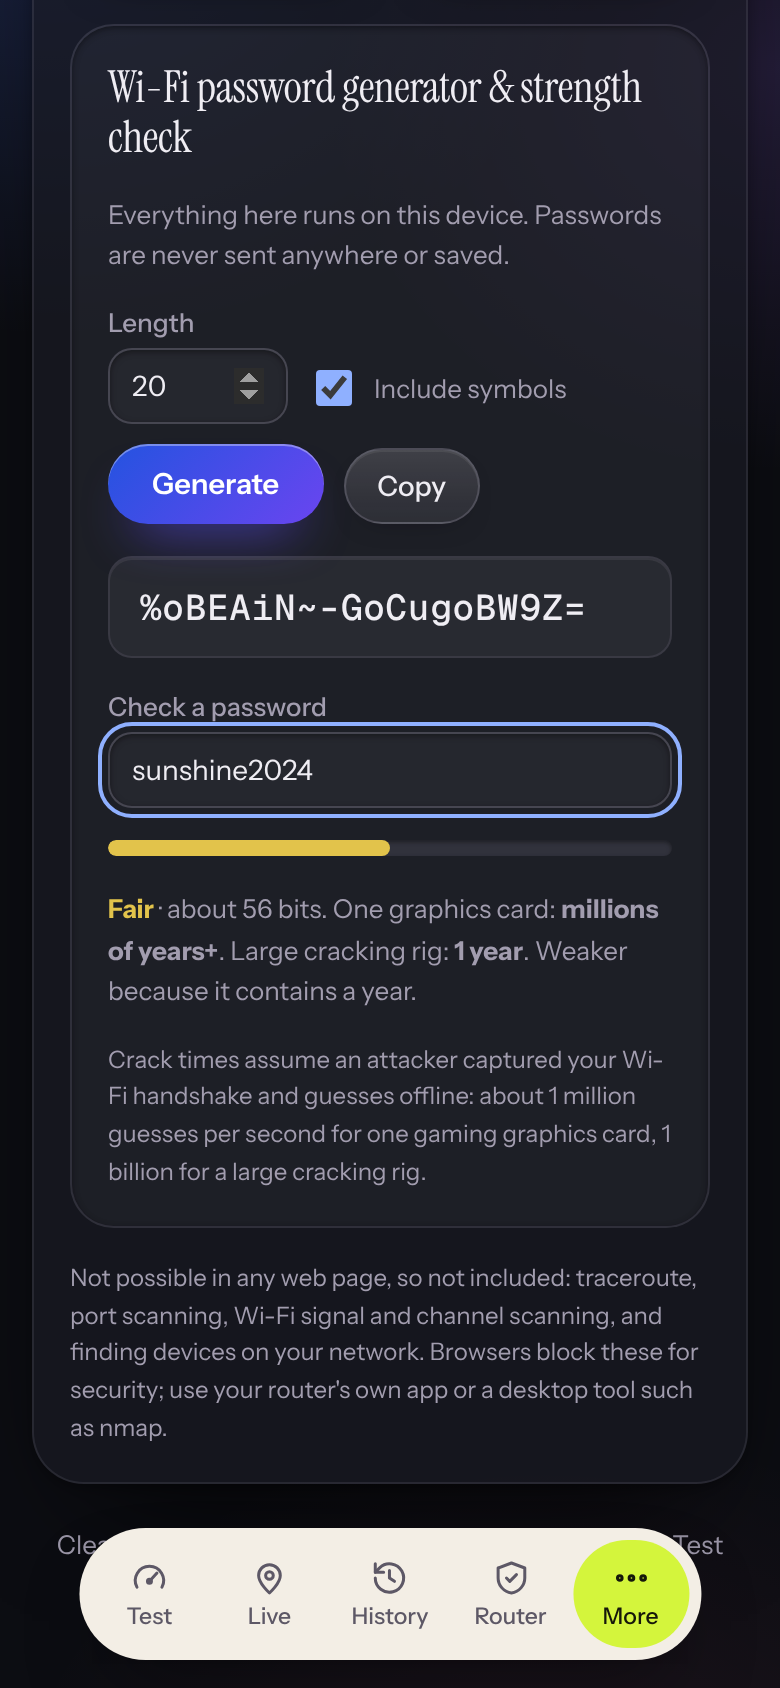 Wi-Fi password generator & strength
check
Everything here runs on this device. Passwords
are never sent anywhere or saved.
Length
20
Include symbols
Generate
Copy
%oBEAiN~-GoCugoBW9Z=
Check a password
sunshine2024
Fair · about 56 bits. One graphics card: millions
of years+. Large cracking rig: 1 year. Weaker
because it contains a year.
Crack times assume an attacker captured your Wi-
Fi handshake and guesses offline: about 1 million
guesses per second for one gaming graphics card, 1
billion for a large cracking rig.
Not possible in any web page, so not included: traceroute,
port scanning, Wi-Fi signal and channel scanning, and
finding devices on your network. Browsers block these for
security; use your router's own app or a desktop tool such
as nmap.
Test
Test
Live
History
Router
More